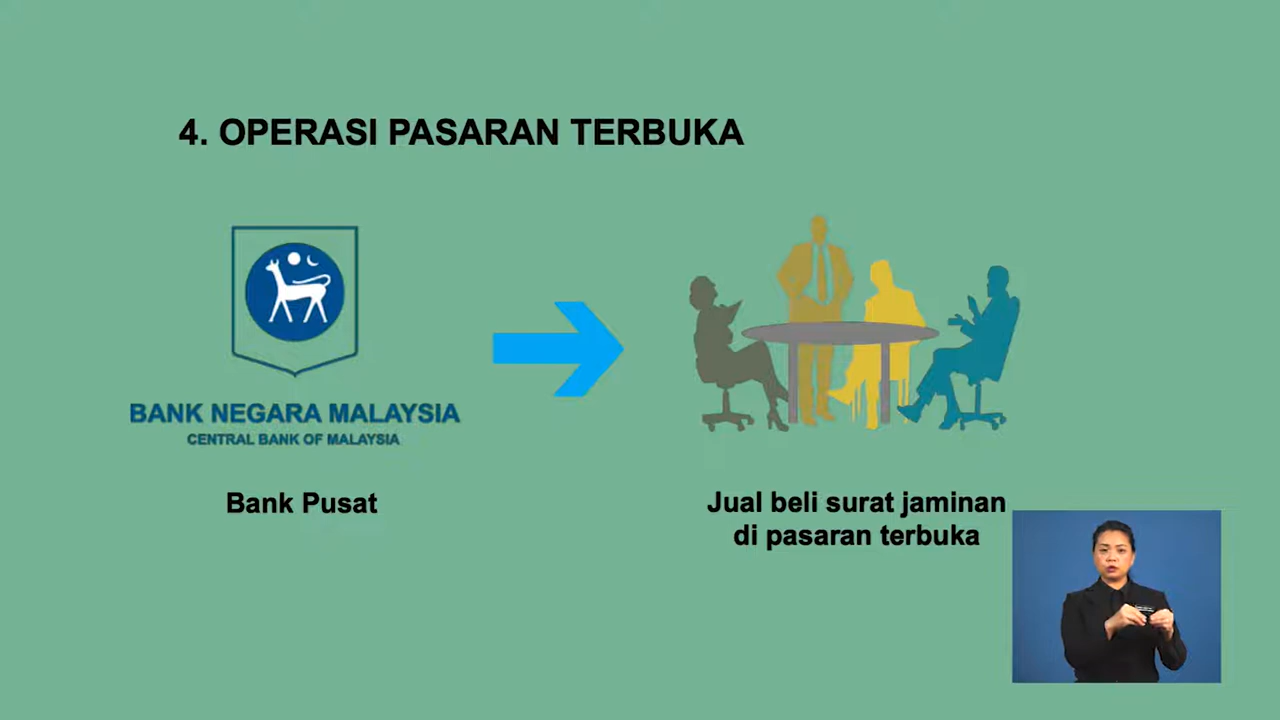 4. OPERASI PASARAN TERBUKA
BANK NEGARA MALAYSIA
CENTRAL BANK OF MALAYSIA
Bank Pusat
Jual beli surat jaminan
di pasaran terbuka